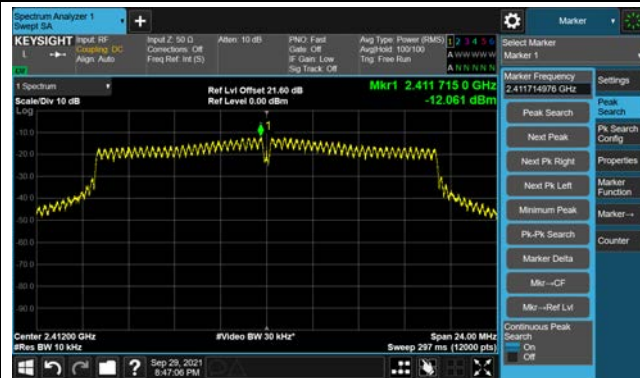 Spectrum Analyzer 1
Swept SA
Marker
KEYSIGHT
L
Input: RF
Coupling: DC
Align: Auto
Input Z: 50 Ω
Corrections: Off
Freq Ref: Int (S)
Atten: 10 dB
PNO: Fast
Gate: Off
IF Gain: Low
Sig Track: Off
Avg Type: Power (RMS)
Avg|Hold: 100/100
Trig: Free Run
1 2 3 4 5 6
A W W W W W
A N N N N N
Select Marker
Marker 1
1 Spectrum
Scale/Div 10 dB
Log
Ref Lvl Offset 21.60 dB
Ref Level 0.00 dBm
Mkr1 2.411 715 0 GHz
-12.061 dBm
1
-10.0
-20.0
-30.0
-40.0
-50.0
-60.0
-70.0
-80.0
-90.0
Center 2.41200 GHz
#Res BW 10 kHz
#Video BW 30 kHz*
Span 24.00 MHz
Sweep 297 ms (12000 pts)
Marker Frequency
2.411714976 GHz
Peak Search
Next Peak
Next Pk Right
Next Pk Left
Minimum Peak
Pk-Pk Search
Marker Delta
Mkr→CF
Mkr→Ref Lvl
Continuous Peak
Search
On
Off
Settings
Peak
Search
Pk Search
Config
Properties
Marker
Function
Marker→
Counter
Sep 29, 2021
8:47:06 PM